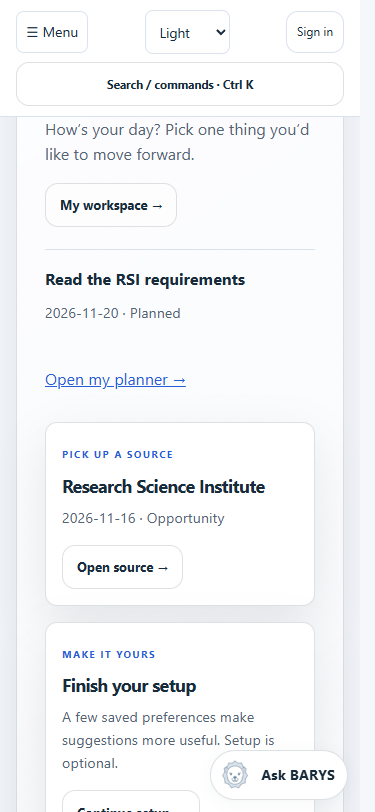 ☰ Menu
Light
Sign in
Search / commands · Ctrl K
How's your day? Pick one thing you'd
like to move forward.
My workspace →
Read the RSI requirements
2026-11-20 · Planned
Open my planner →
PICK UP A SOURCE
Research Science Institute
2026-11-16 · Opportunity
Open source →
MAKE IT YOURS
Finish your setup
A few saved preferences make
suggestions more useful. Setup is
optional.
Ask BARYS
Continue setup